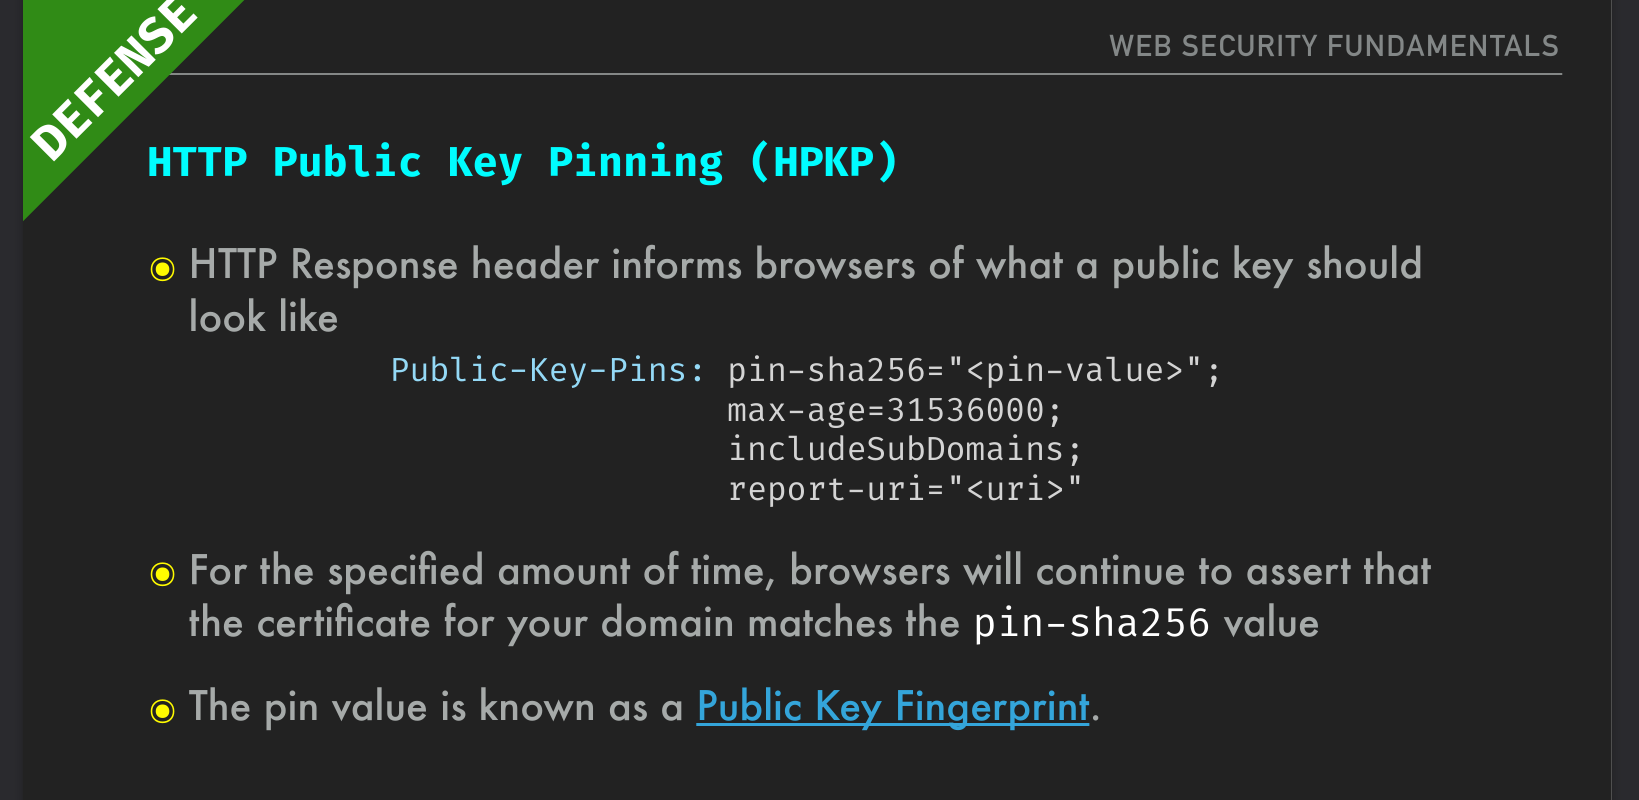 DEFENSE
WEB SECURITY FUNDAMENTALS
HTTP Public Key Pinning (HPKP)
HTTP Response header informs browsers of what a public key should
look like
Public-Key-Pins: pin-sha256="<pin-value>";
max-age=31536000;
includeSubDomains;
report-uri="<uri>"
For the specified amount of time, browsers will continue to assert that
the certificate for your domain matches the pin-sha256 value
The pin value is known as a Public Key Fingerprint.